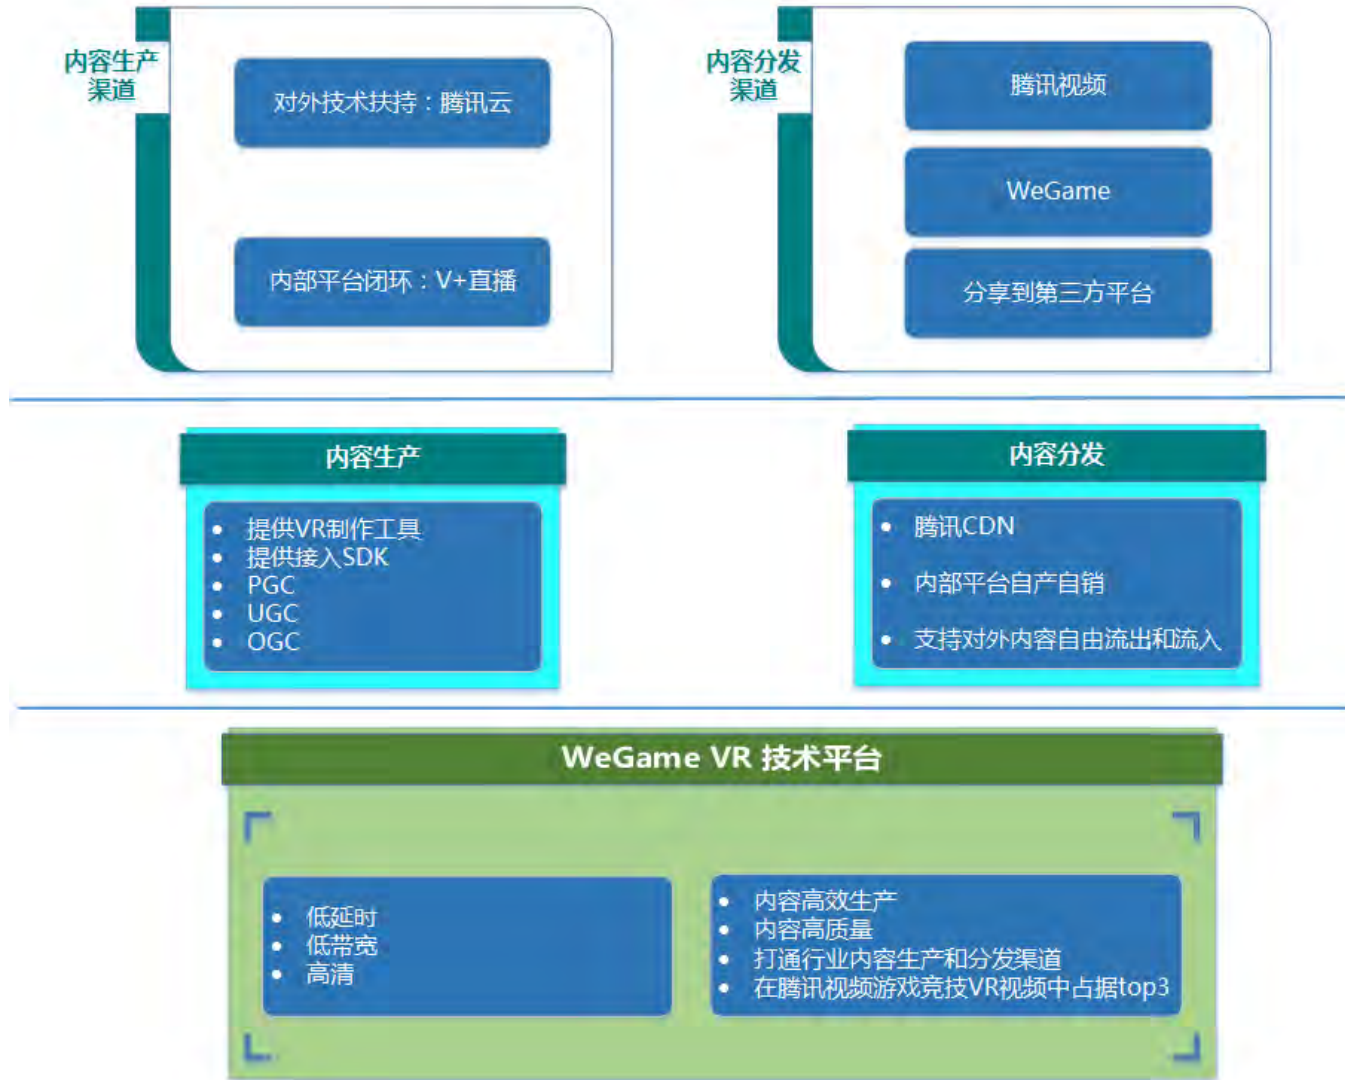 内容生产
渠道
对外技术扶持：腾讯云
内部平台闭环：V+直播
内容分发
渠道
腾讯视频
WeGame
分享到第三方平台
内容生产
• 提供VR制作工具
• 提供接入SDK
• PGC
• UGC
• OGC
内容分发
• 腾讯CDN
• 内部平台自产自销
• 支持对外内容自由流出和流入
WeGame VR 技术平台
• 低延时
• 低带宽
• 高清
• 内容高效生产
• 内容高质量
• 打通行业内容生产和分发渠道
• 在腾讯视频游戏竞技VR视频中占据top3